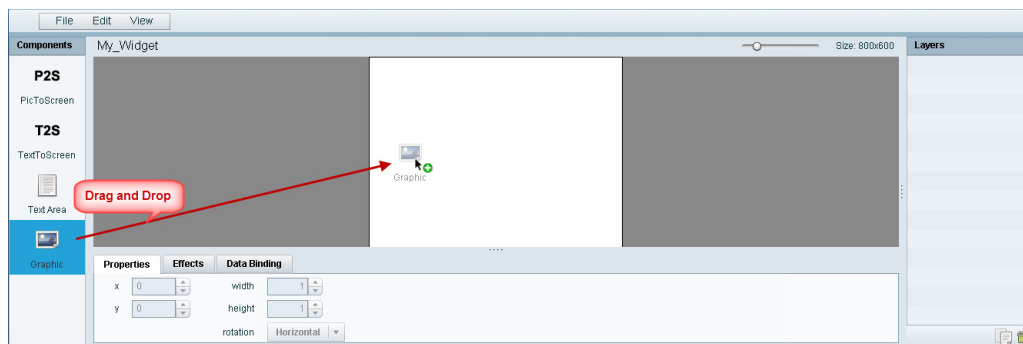 File Edit View
Components
My_Widget
Size: 800x600
Layers
P2S
PicToScreen
T2S
TextToScreen
Text Area
Drag and Drop
Graphic
Graphic
Properties Effects Data Binding
x 0 width 1
y 0 height 1
rotation Horizontal